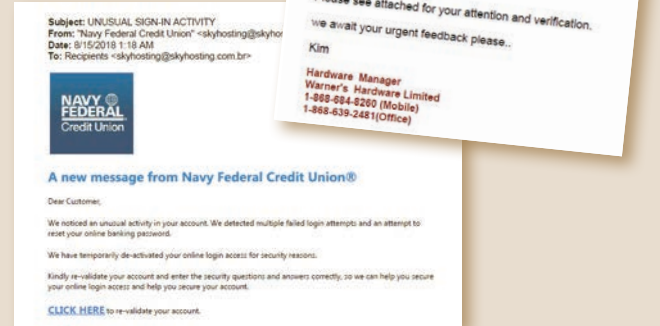 Subject: UNUSUAL SIGN-IN ACTIVITY
From: "Navy Federal Credit Union" <skyhosting@skyhos
Date: 8/15/2018 1:18 AM
To: Recipients <skyhosting@skyhosting.com.br>
NAVY
FEDERAL
Credit Union
A new message from Navy Federal Credit Union®
Dear Customer,
We noticed an unusual activity in your account. We detected multiple failed login attempts and an attempt to
reset your online banking password.
We have temporarily de-activated your online login access for security reasons.
Kindly re-validate your account and enter the security questions and answers correctly, so we can help you secure
your online login access and help you secure your account.
CLICK HERE to re-validate your account.
see attached for your attention and verification.
we await your urgent feedback please..
Kim
Hardware Manager
Warner's Hardware Limited
1-868-684-8260 (Mobile)
1-868-639-2481(Office)